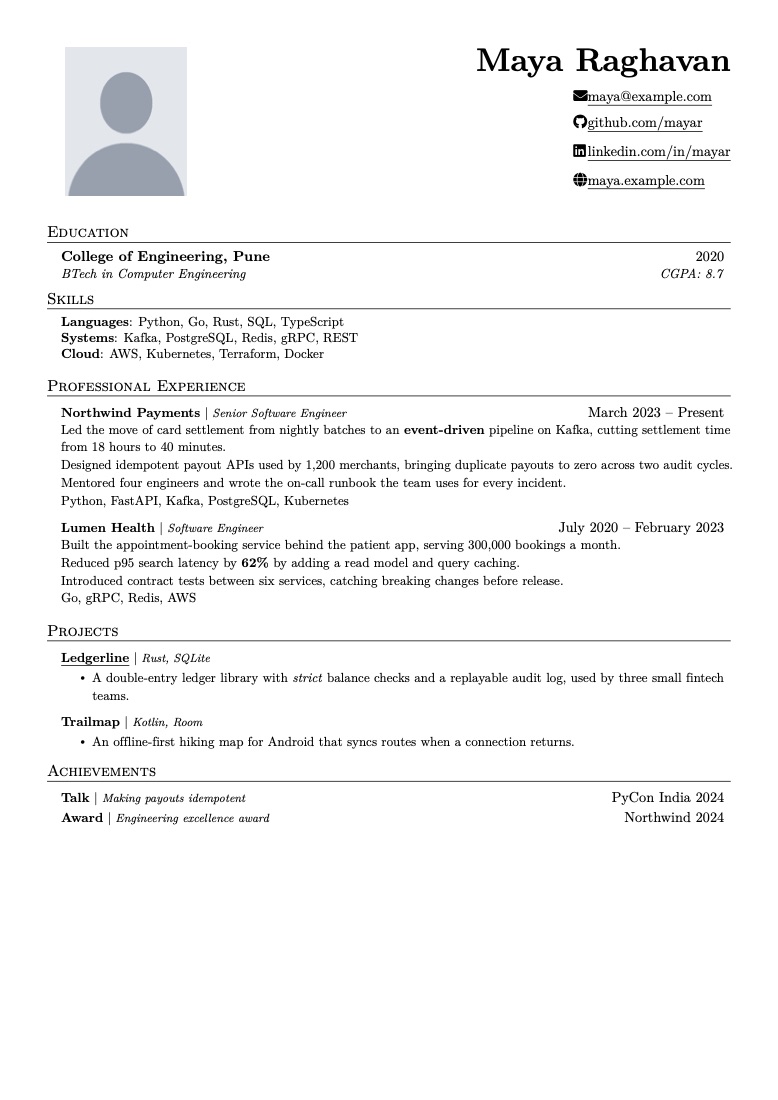 Maya Raghavan
maya@example.com
github.com/mayar
linkedin.com/in/mayar
maya.example.com
Education
College of Engineering, Pune 2020
BTech in Computer Engineering CGPA: 8.7
Skills
Languages: Python, Go, Rust, SQL, TypeScript
Systems: Kafka, PostgreSQL, Redis, gRPC, REST
Cloud: AWS, Kubernetes, Terraform, Docker
Professional Experience
Northwind Payments | Senior Software Engineer March 2023 – Present
Led the move of card settlement from nightly batches to an event-driven pipeline on Kafka, cutting settlement time
from 18 hours to 40 minutes.
Designed idempotent payout APIs used by 1,200 merchants, bringing duplicate payouts to zero across two audit cycles.
Mentored four engineers and wrote the on-call runbook the team uses for every incident.
Python, FastAPI, Kafka, PostgreSQL, Kubernetes
Lumen Health | Software Engineer July 2020 – February 2023
Built the appointment-booking service behind the patient app, serving 300,000 bookings a month.
Reduced p95 search latency by 62% by adding a read model and query caching.
Introduced contract tests between six services, catching breaking changes before release.
Go, gRPC, Redis, AWS
Projects
Ledgerline | Rust, SQLite
• A double-entry ledger library with strict balance checks and a replayable audit log, used by three small fintech
teams.
Trailmap | Kotlin, Room
• An offline-first hiking map for Android that syncs routes when a connection returns.
Achievements
Talk | Making payouts idempotent PyCon India 2024
Award | Engineering excellence award Northwind 2024